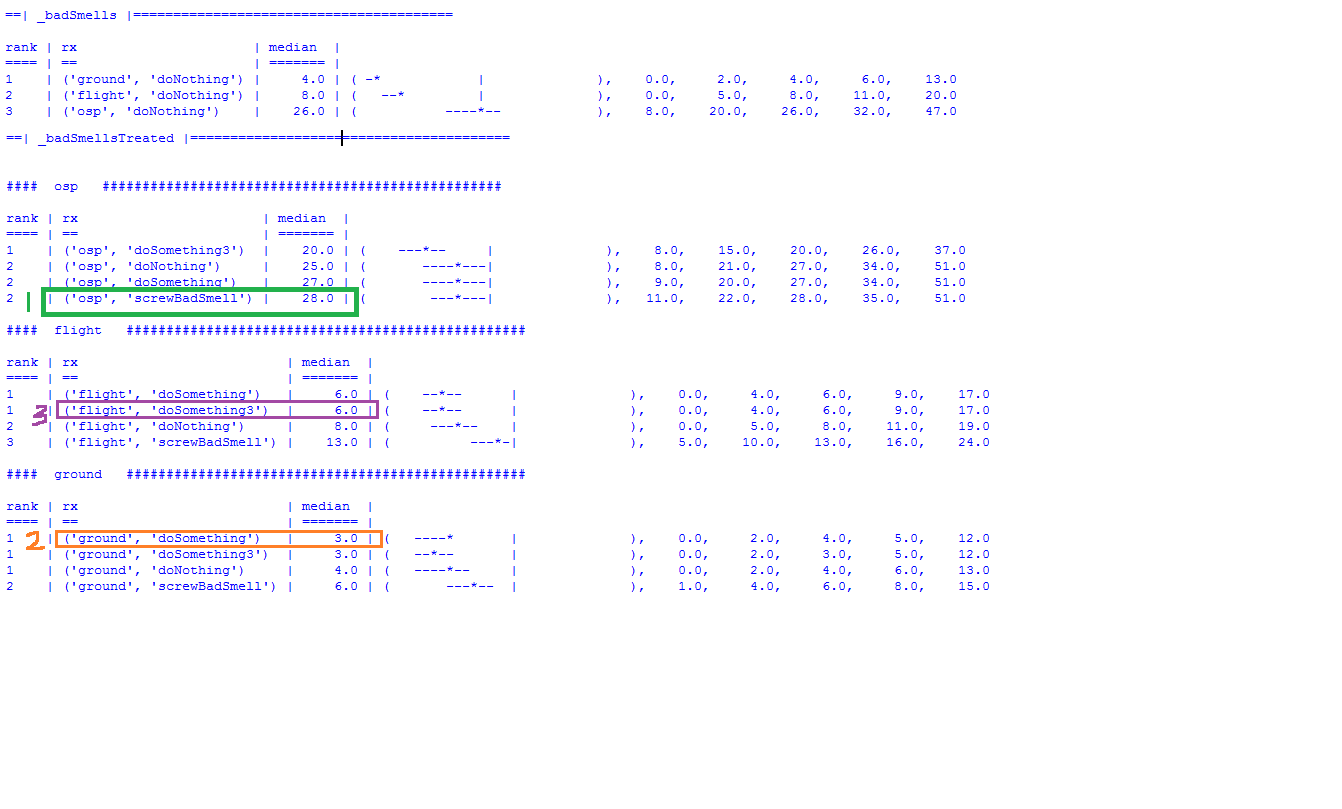 ==| _badSmells |========================================
rank | rx                       | median  |
==== | ==                       | ======= |
1    | ('ground', 'doNothing') |     4.0 | ( -*            |              ),    0.0,     2.0,     4.0,     6.0,    13.0
2    | ('flight', 'doNothing') |     8.0 | (   --*         |              ),    0.0,     5.0,     8.0,    11.0,    20.0
3    | ('osp', 'doNothing')    |    26.0 | (           ----*--            ),    8.0,    20.0,    26.0,    32.0,    47.0
==| _badSmellsTreated |========================================
####  osp   ##################################################
rank | rx                        | median  |
==== | ==                        | ======= |
1    | ('osp', 'doSomething3')  |    20.0 | (    ---*--     |              ),    8.0,    15.0,    20.0,    26.0,    37.0
2    | ('osp', 'doNothing')     |    25.0 | (       ----*---|              ),    8.0,    21.0,    27.0,    34.0,    51.0
2    | ('osp', 'doSomething')   |    27.0 | (       ----*---|              ),    9.0,    20.0,    27.0,    34.0,    51.0
2 1  | ('osp', 'screwBadSmell') |    28.0 | (        ---*---|              ),   11.0,    22.0,    28.0,    35.0,    51.0
####  flight   ##################################################
rank | rx                           | median  |
==== | ==                           | ======= |
1    | ('flight', 'doSomething')   |     6.0 | (    --*--      |              ),    0.0,     4.0,     6.0,     9.0,    17.0
1 3  | ('flight', 'doSomething3')  |     6.0 | (    --*--      |              ),    0.0,     4.0,     6.0,     9.0,    17.0
2    | ('flight', 'doNothing')     |     8.0 | (     ---*--    |              ),    0.0,     5.0,     8.0,    11.0,    19.0
3    | ('flight', 'screwBadSmell') |    13.0 | (          ---*-|              ),    5.0,    10.0,    13.0,    16.0,    24.0
####  ground   ##################################################
rank | rx                           | median  |
==== | ==                           | ======= |
1 2  | ('ground', 'doSomething')   |     3.0 | (   ----*       |              ),    0.0,     2.0,     4.0,     5.0,    12.0
1    | ('ground', 'doSomething3')  |     3.0 | (   --*--       |              ),    0.0,     2.0,     3.0,     5.0,    12.0
1    | ('ground', 'doNothing')     |     4.0 | (   ----*--     |              ),    0.0,     2.0,     4.0,     6.0,    13.0
2    | ('ground', 'screwBadSmell') |     6.0 | (       ---*--  |              ),    1.0,     4.0,     6.0,     8.0,    15.0